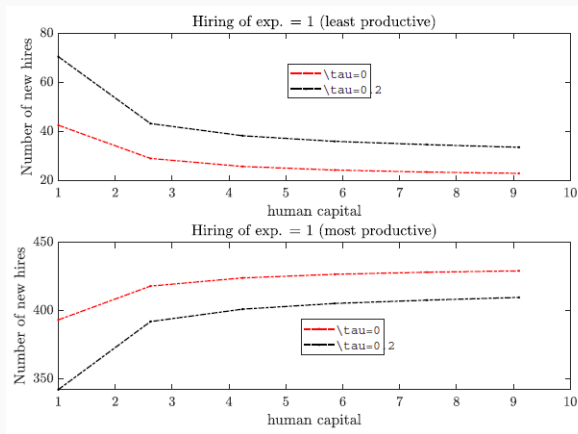 Hiring of exp. = 1 (least productive)
Number of new hires
80
60
40
20
\tau=0
\tau=0.2
1 2 3 4 5 6 7 8 9 10
human capital
Hiring of exp. = 1 (most productive)
Number of new hires
450
400
350
\tau=0
\tau=0.2
1 2 3 4 5 6 7 8 9 10
human capital